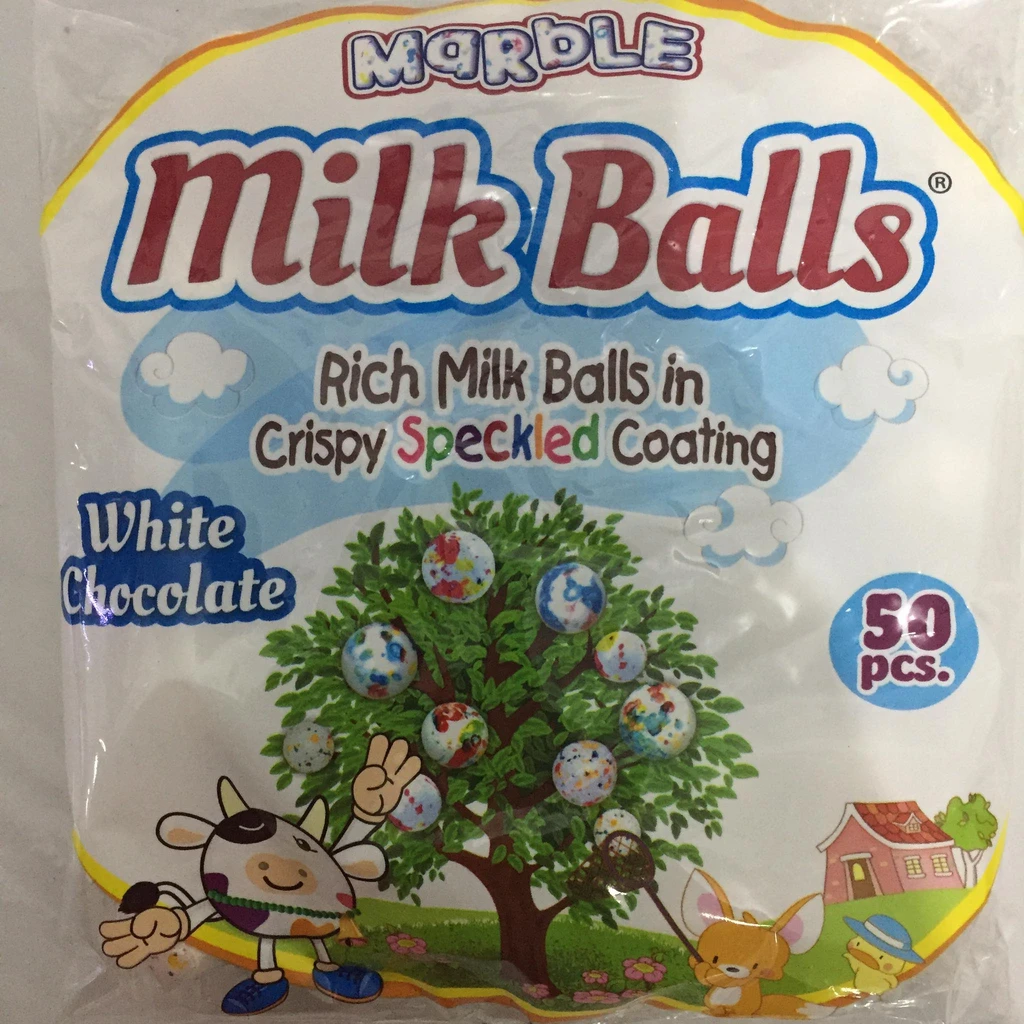 MARBLE
Milk Balls®
Rich Milk Balls in
Crispy Speckled Coating
White
Chocolate
50
pcs.